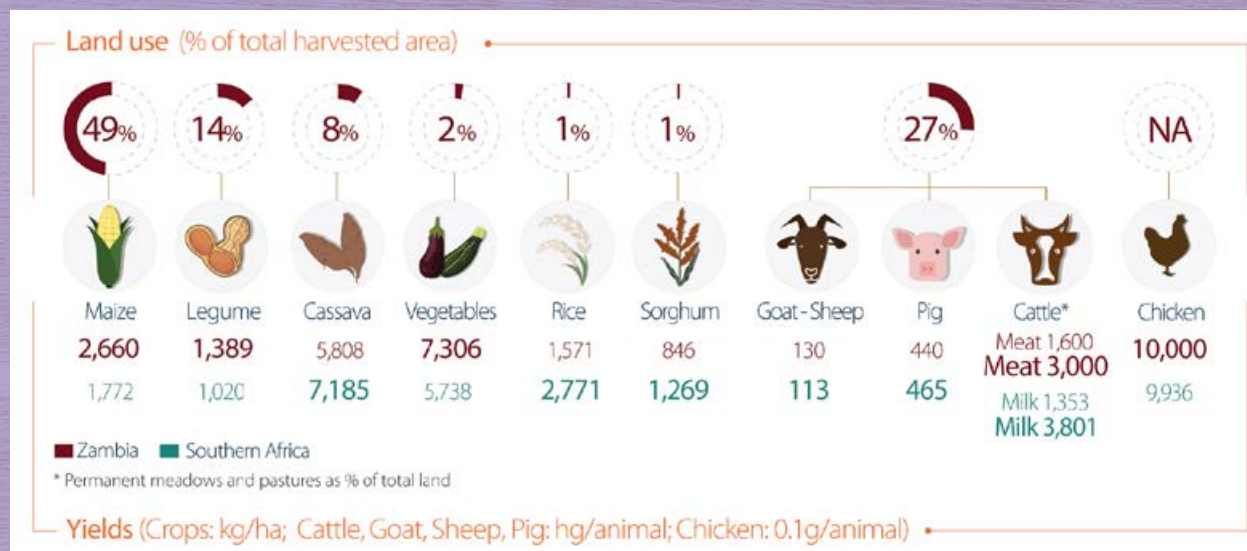 Land use (% of total harvested area)
49% 14% 8% 2% 1% 1% 27% NA
Maize Legume Cassava Vegetables Rice Sorghum Goat-Sheep Pig Cattle* Chicken
2,660 1,389 5,808 7,306 1,571 846 130 440 Meat 1,600 10,000
Meat 3,000
1,772 1,020 7,185 5,738 2,771 1,269 113 465 Milk 1,353 9,936
Milk 3,801
Zambia Southern Africa
* Permanent meadows and pastures as % of total land
Yields (Crops: kg/ha; Cattle, Goat, Sheep, Pig: hg/animal; Chicken: 0.1g/animal)